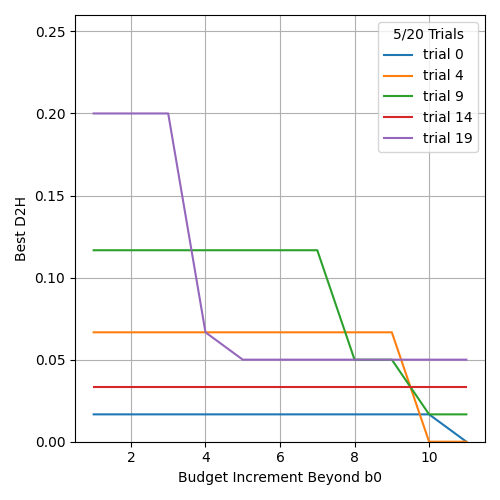 5/20 Trials
trial 0
trial 4
trial 9
trial 14
trial 19
Best D2H
0.25
0.20
0.15
0.10
0.05
0.00
2 4 6 8 10
Budget Increment Beyond b0